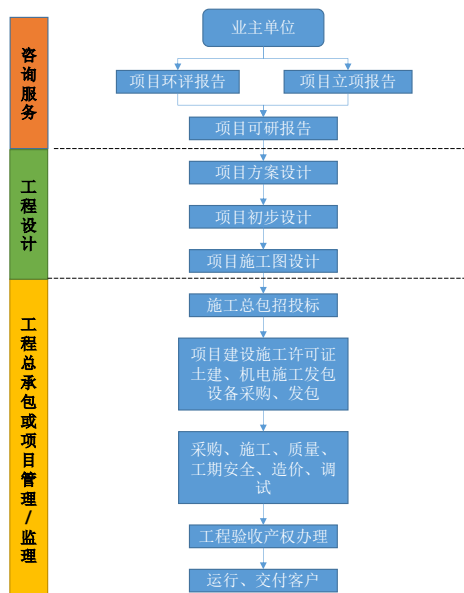 业主单位
咨询服务
项目环评报告
项目立项报告
项目可研报告
工程设计
项目方案设计
项目初步设计
项目施工图设计
工程总承包或项目管理/监理
施工总包招投标
项目建设施工许可证
土建、机电施工发包
设备采购、发包
采购、施工、质量、
工期安全、造价、调
试
工程验收产权办理
运行、交付客户